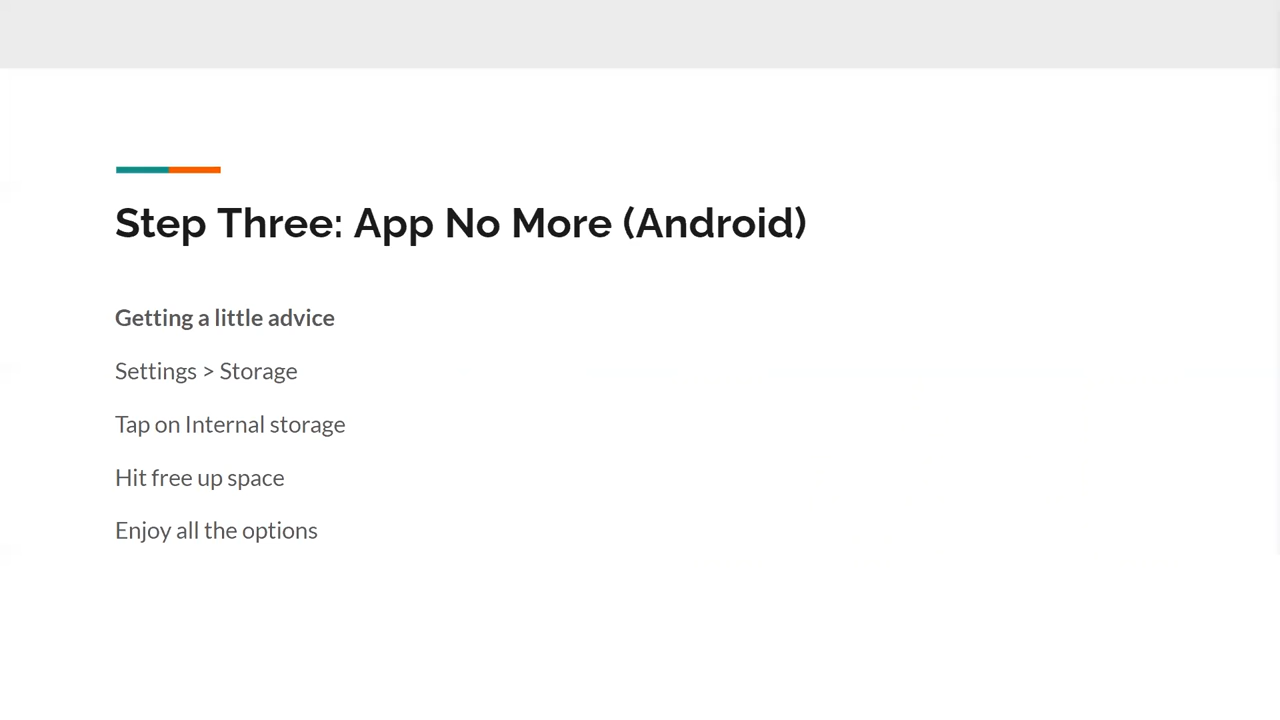 Step Three: App No More (Android)
Getting a little advice
Settings > Storage
Tap on Internal storage
Hit free up space
Enjoy all the options